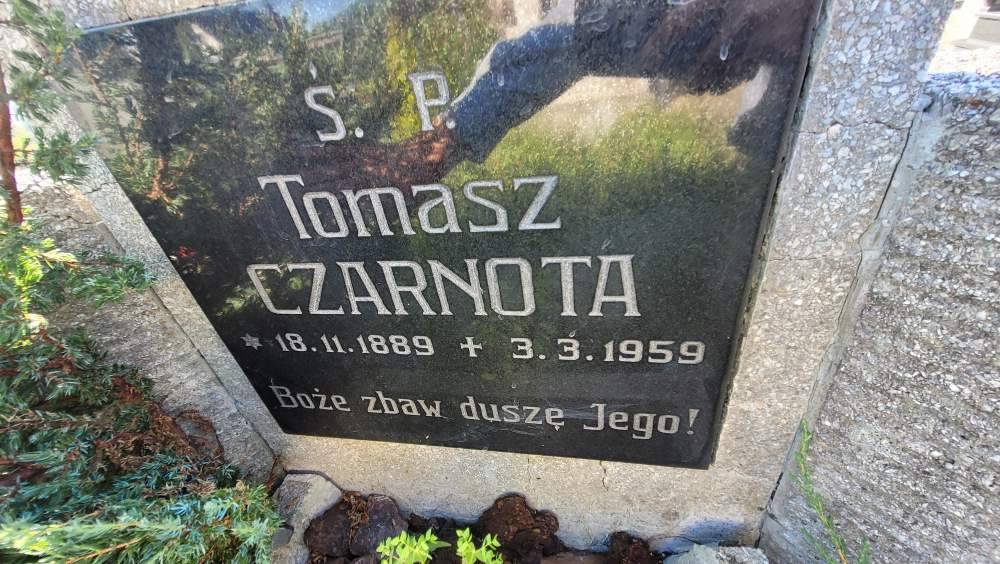 Ś. P.
Tomasz
CZARNOTA
* 18.11.1889 + 3.3.1959
Boże zbaw duszę Jego!